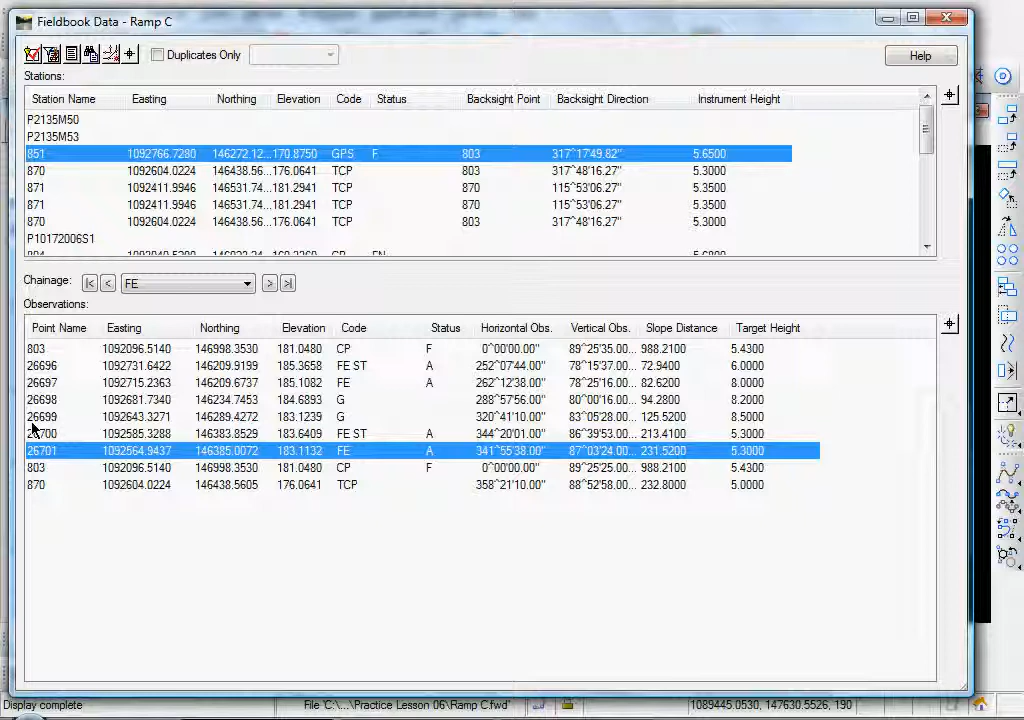 Fieldbook Data - Ramp C
Duplicates Only
Help
Stations:
Station Name Easting Northing Elevation Code Status Backsight Point Backsight Direction Instrument Height
P2135M50
P2135M53
851 1092766.7280 146272.12... 170.8750 GPS F 803 317^17'49.82" 5.6500
870 1092604.0224 146438.56... 176.0641 TCP 803 317^48'16.27" 5.3000
871 1092411.9946 146531.74... 181.2941 TCP 870 115^53'06.27" 5.3500
871 1092411.9946 146531.74... 181.2941 TCP 870 115^53'06.27" 5.3500
870 1092604.0224 146438.56... 176.0641 TCP 803 317^48'16.27" 5.3000
P10172006S1
Chainage: |< < FE > >|
Observations:
Point Name Easting Northing Elevation Code Status Horizontal Obs. Vertical Obs. Slope Distance Target Height
803 1092096.5140 146998.3530 181.0480 CP F 0^00'00.00" 89^25'35.00... 988.2100 5.4300
26696 1092731.6422 146209.9199 185.3658 FE ST A 252^07'44.00" 78^15'37.00... 72.9400 6.0000
26697 1092715.2363 146209.6737 185.1082 FE A 262^12'38.00" 78^25'16.00... 82.6200 8.0000
26698 1092681.7340 146234.7453 184.6893 G 288^57'56.00" 80^00'16.00... 94.2800 8.2000
26699 1092643.3271 146289.4272 183.1239 G 320^41'10.00" 83^05'28.00... 125.5200 8.5000
26700 1092585.3288 146383.8529 183.6409 FE ST A 344^20'01.00" 86^39'53.00... 213.4100 5.3000
26701 1092564.9437 146385.0072 183.1132 FE A 341^55'38.00" 87^03'24.00... 231.5200 5.3000
803 1092096.5140 146998.3530 181.0480 CP F 0^00'00.00" 89^25'25.00... 988.2100 5.4300
870 1092604.0224 146438.5605 176.0641 TCP 358^21'10.00" 88^52'58.00... 232.8000 5.0000
Display complete File 'C:\...\Practice Lesson 06\Ramp C.fwd' 1089445.0530, 147630.5526, 190